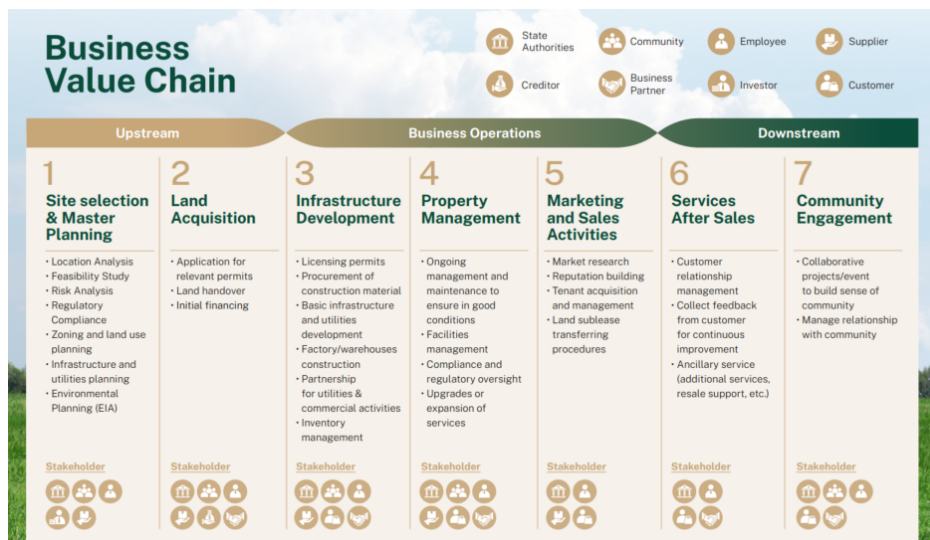 Business
Value Chain
State
Authorities
Community
Employee
Supplier
Creditor
Business
Partner
Investor
Customer
Upstream
Business Operations
Downstream
1
Site selection
& Master
Planning
• Location Analysis
• Feasibility Study
• Risk Analysis
• Regulatory
Compliance
• Zoning and land use
planning
• Infrastructure and
utilities planning
• Environmental
Planning (EIA)
Stakeholder
2
Land
Acquisition
• Application for
relevant permits
• Land handover
• Initial financing
Stakeholder
3
Infrastructure
Development
• Licensing permits
• Procurement of
construction material
• Basic infrastructure
and utilities
development
• Factory/warehouses
construction
• Partnership
for utilities &
commercial activities
• Inventory
management
Stakeholder
4
Property
Management
• Ongoing
management and
maintenance to
ensure in good
conditions
• Facilities
management
• Compliance and
regulatory oversight
• Upgrades or
expansion of
services
Stakeholder
5
Marketing
and Sales
Activities
• Market research
• Reputation building
• Tenant acquisition
and management
• Land sublease
transferring
procedures
Stakeholder
6
Services
After Sales
• Customer
relationship
management
• Collect feedback
from customer
for continuous
improvement
• Ancillary service
(additional services,
resale support, etc.)
Stakeholder
7
Community
Engagement
• Collaborative
projects/event
to build sense of
community
• Manage relationship
with community
Stakeholder